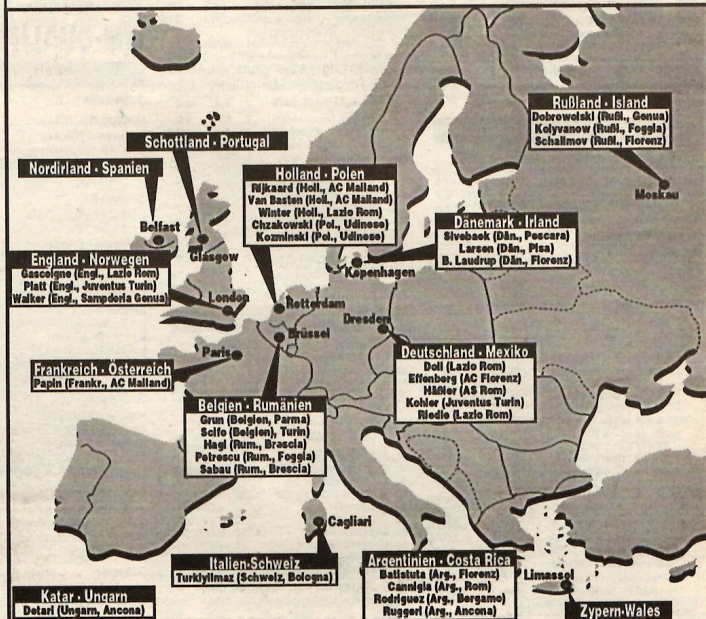 Rußland · Island
Dobrowolski (Rußl., Genua)
Kolyvanow (Rußl., Foggia)
Schalimov (Rußl., Florenz)
Moskau
Schottland · Portugal
Nordirland · Spanien
Holland · Polen
Rijkaard (Holl., AC Mailand)
Van Basten (Holl., AC Mailand)
Winter (Holl., Lazio Rom)
Chzakowski (Pol., Udinese)
Kozminski (Pol., Udinese)
Belfast
Glasgow
Dänemark · Irland
Sivebaek (Dän., Pescara)
Larsen (Dän., Pisa)
B. Laudrup (Dän., Florenz)
Kopenhagen
England · Norwegen
Gascoigne (Engl., Lazio Rom)
Platt (Engl., Juventus Turin)
Walker (Engl., Sampdoria Genua)
London
Rotterdam
Dresden
Brüssel
Paris
Deutschland · Mexiko
Doll (Lazio Rom)
Effenberg (AC Florenz)
Häßler (AS Rom)
Kohler (Juventus Turin)
Riedle (Lazio Rom)
Frankreich · Österreich
Papin (Frankr., AC Mailand)
Belgien · Rumänien
Grun (Belgien, Parma)
Scifo (Belgien), Turin)
Hagi (Rum., Brascia)
Petrescu (Rum., Foggia)
Sabau (Rum., Brescia)
Cagliari
Italien-Schweiz
Turkiyilmaz (Schweiz, Bologna)
Argentinien · Costa Rica
Batistuta (Arg., Florenz)
Cannigia (Arg., Rom)
Rodriguez (Arg., Bergamo)
Ruggeri (Arg., Ancona)
Limassol
Katar · Ungarn
Detari (Ungarn, Ancona)
Zypern-Wales